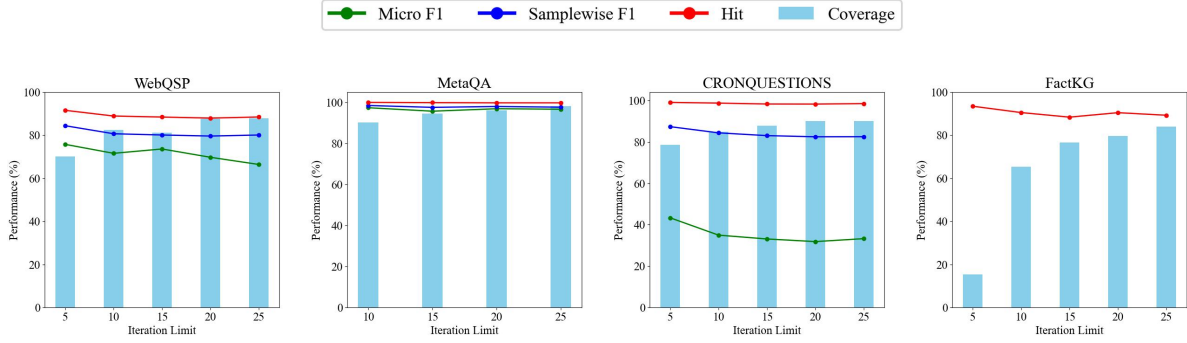 Micro F1 Samplewise F1 Hit Coverage
WebQSP
Performance (%)
100
80
60
40
20
0
5 10 15 20 25
Iteration Limit
MetaQA
Performance (%)
100
80
60
40
20
0
10 15 20 25
Iteration Limit
CRONQUESTIONS
Performance (%)
100
80
60
40
20
0
5 10 15 20 25
Iteration Limit
FactKG
Performance (%)
100
80
60
40
20
0
5 10 15 20 25
Iteration Limit